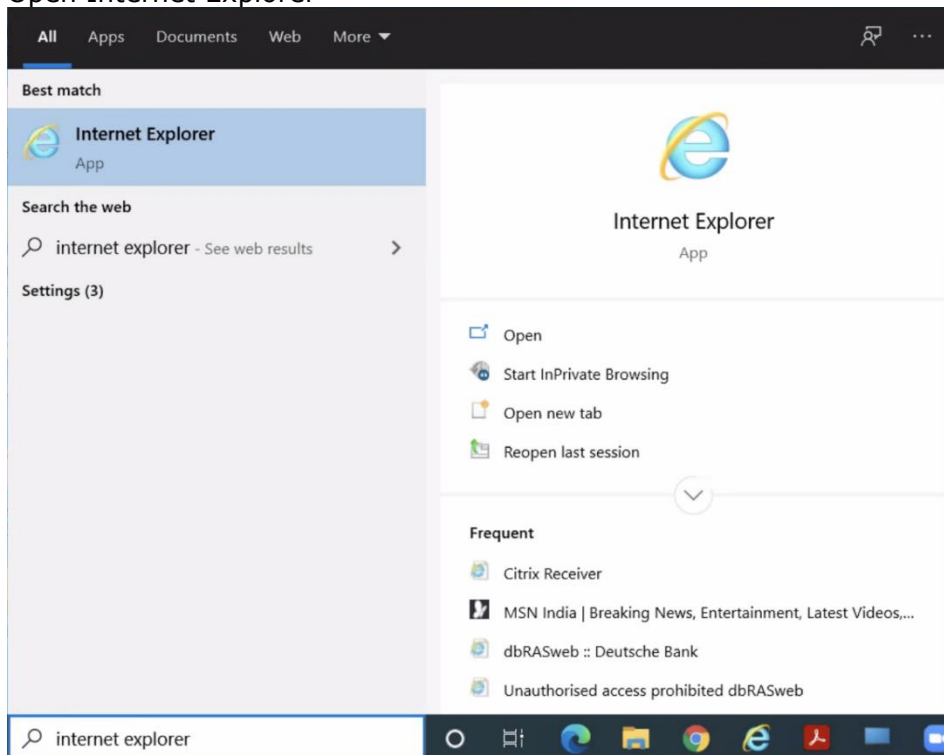 Open Internet Explorer
All Apps Documents Web More
Best match
Internet Explorer
App
Search the web
internet explorer - See web results
Settings (3)
Internet Explorer
App
Open
Start InPrivate Browsing
Open new tab
Reopen last session
Frequent
Citrix Receiver
MSN India | Breaking News, Entertainment, Latest Videos,...
dbRASweb :: Deutsche Bank
Unauthorised access prohibited dbRASweb
internet explorer